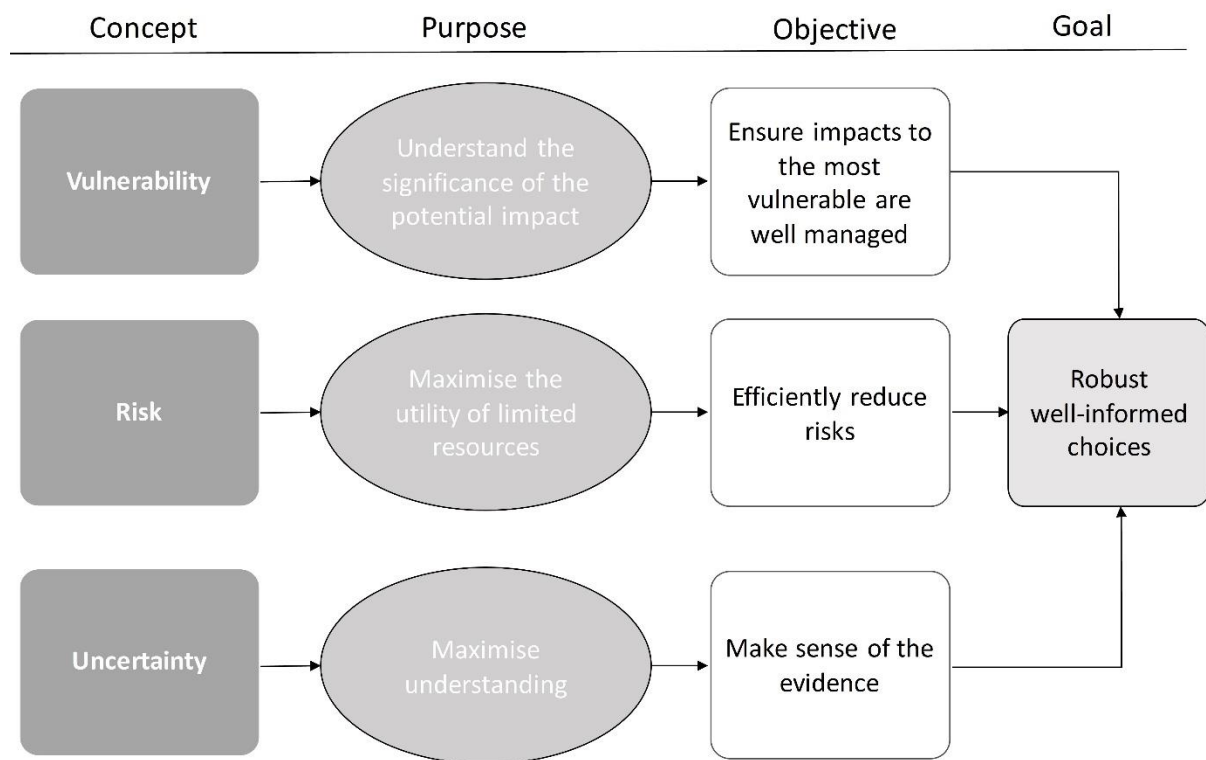 Concept Purpose Objective Goal
Vulnerability
Understand the
significance of the
potential impact
Ensure impacts to
the most
vulnerable are
well managed
Risk
Maximise the
utility of limited
resources
Efficiently reduce
risks
Robust
well-informed
choices
Uncertainty
Maximise
understanding
Make sense of the
evidence